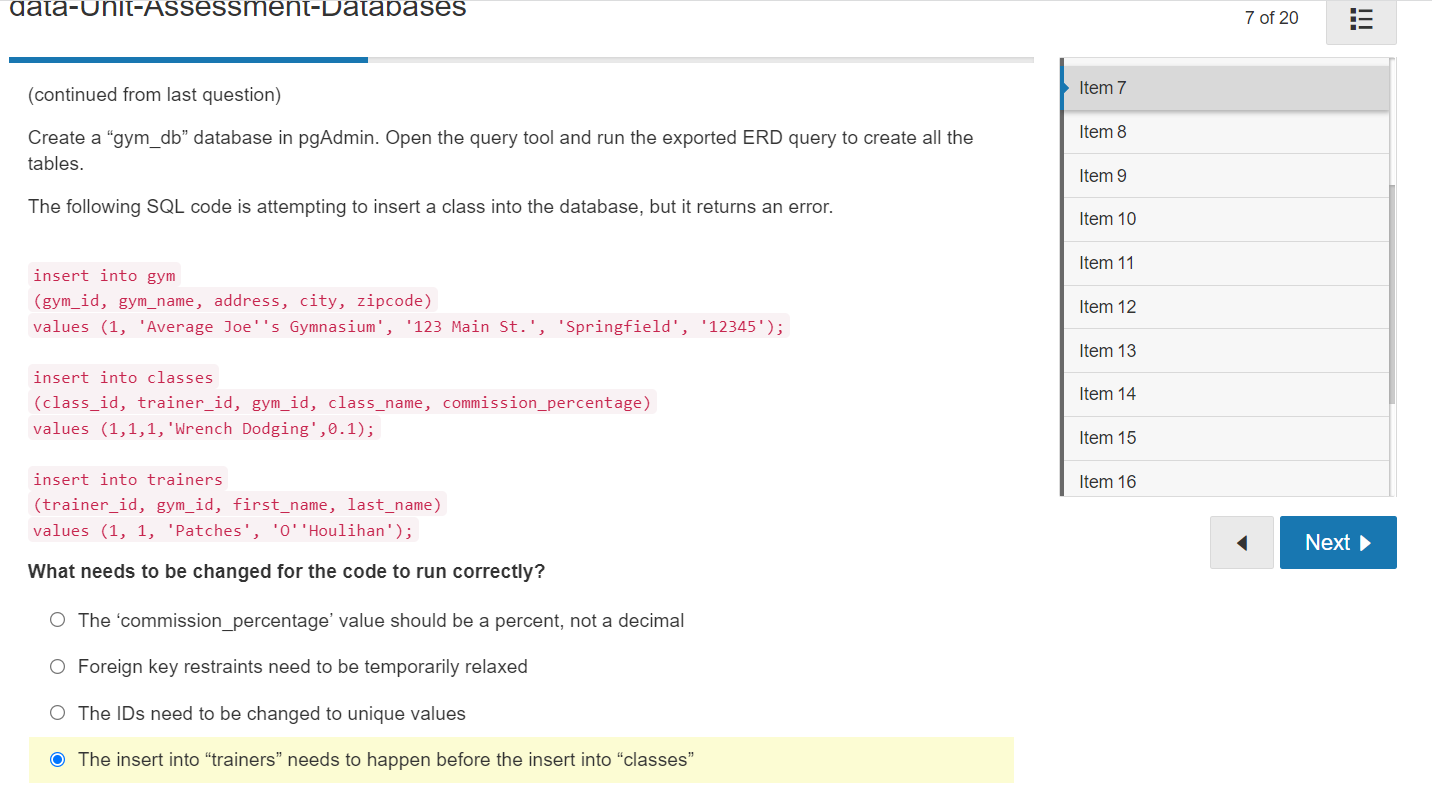 data-Unit-Assessment-Databases
7 of 20
(continued from last question)
Create a “gym_db” database in pgAdmin. Open the query tool and run the exported ERD query to create all the
tables.
The following SQL code is attempting to insert a class into the database, but it returns an error.
insert into gym
(gym_id, gym_name, address, city, zipcode)
values (1, 'Average Joe''s Gymnasium', '123 Main St.', 'Springfield', '12345');
insert into classes
(class_id, trainer_id, gym_id, class_name, commission_percentage)
values (1,1,1,'Wrench Dodging',0.1);
insert into trainers
(trainer_id, gym_id, first_name, last_name)
values (1, 1, 'Patches', 'O''Houlihan');
What needs to be changed for the code to run correctly?
The ‘commission_percentage’ value should be a percent, not a decimal
Foreign key restraints need to be temporarily relaxed
The IDs need to be changed to unique values
The insert into “trainers” needs to happen before the insert into “classes”
Item 7
Item 8
Item 9
Item 10
Item 11
Item 12
Item 13
Item 14
Item 15
Item 16
Next